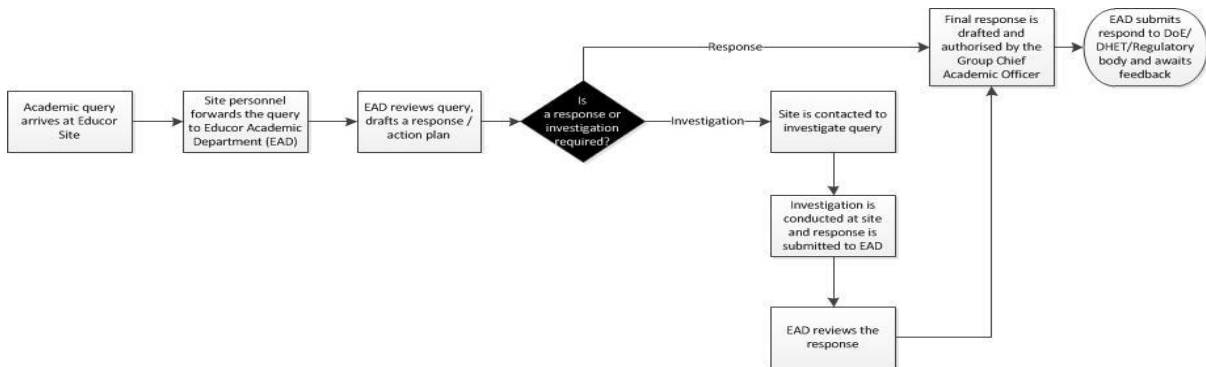 Academic query
arrives at Educor
Site
Site personnel
forwards the query
to Educor Academic
Department (EAD)
EAD reviews query,
drafts a response /
action plan
Is
a response or
investigation
required?
Response
Investigation
Site is contacted to
investigate query
Investigation is
conducted at site
and response is
submitted to EAD
EAD reviews the
response
Final response is
drafted and
authorised by the
Group Chief
Academic Officer
EAD submits
respond to DoE/
DHET/Regulatory
body and awaits
feedback